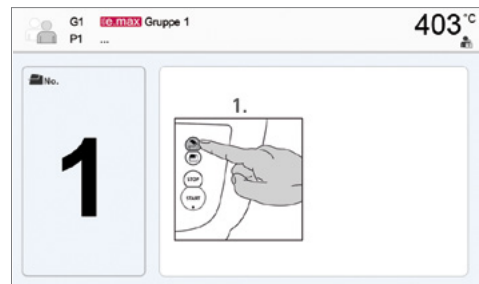 G1 e.max Gruppe 1
P1 ...
403°C
No.
1
1.
STOP
START